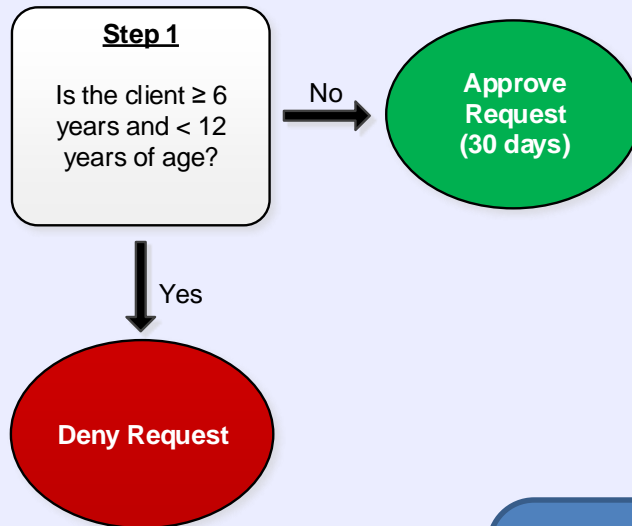 Step 1
Is the client ≥ 6
years and < 12
years of age?
No
Approve
Request
(30 days)
Yes
Deny Request